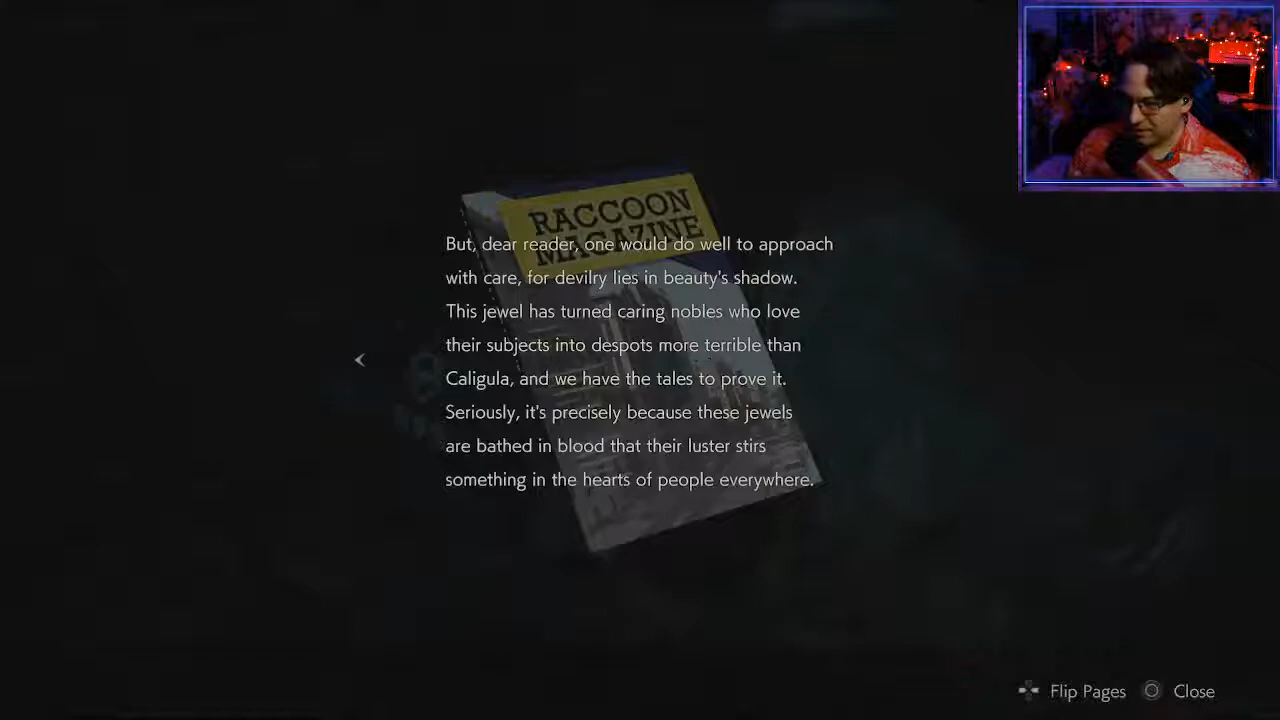 RACCOON
MAGAZINE
But, dear reader, one would do well to approach
with care, for devilry lies in beauty's shadow.
This jewel has turned caring nobles who love
their subjects into despots more terrible than
Caligula, and we have the tales to prove it.
Seriously, it's precisely because these jewels
are bathed in blood that their luster stirs
something in the hearts of people everywhere.
Flip Pages
Close